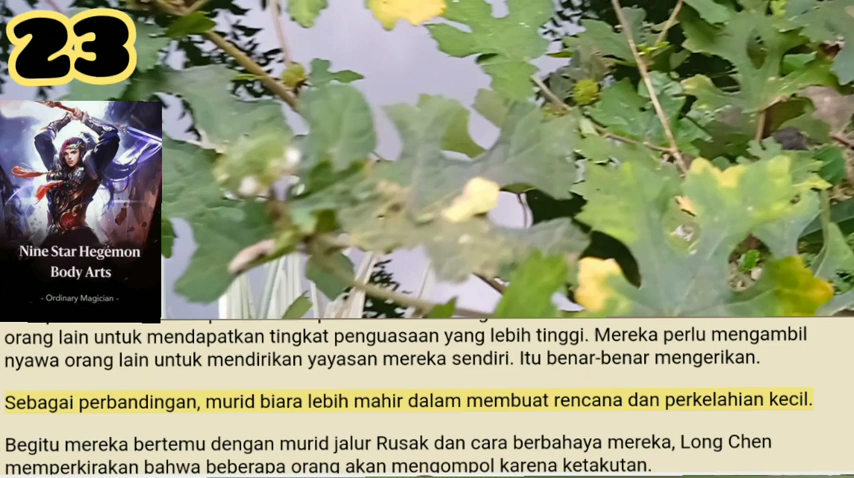 23
Nine Star Hegemon
Body Arts
- Ordinary Magician -
orang lain untuk mendapatkan tingkat penguasaan yang lebih tinggi. Mereka perlu mengambil
nyawa orang lain untuk mendirikan yayasan mereka sendiri. Itu benar-benar mengerikan.
Sebagai perbandingan, murid biara lebih mahir dalam membuat rencana dan perkelahian kecil.
Begitu mereka bertemu dengan murid jalur Rusak dan cara berbahaya mereka, Long Chen
memperkirakan bahwa beberapa orang akan mengompol karena ketakutan.